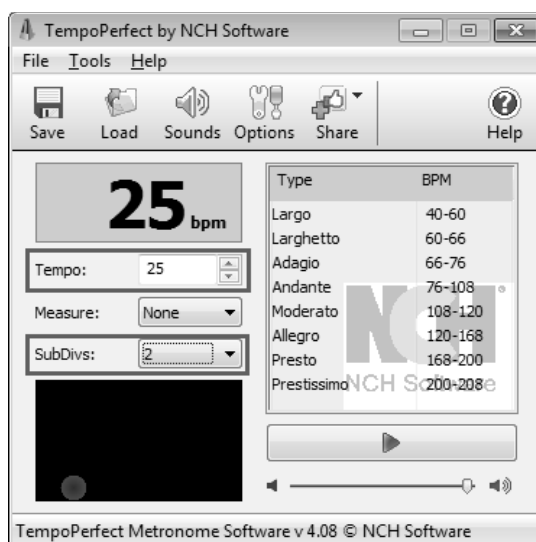 TempoPerfect by NCH Software
File Tools Help
Save Load Sounds Options Share Help
25 bpm
Tempo: 25
Measure: None
SubDivs: 2
Type BPM
Largo 40-60
Larghetto 60-66
Adagio 66-76
Andante 76-108
Moderato 108-120
Allegro 120-168
Presto 168-200
Prestissimo 200-208
NCH
®
NCH Software
TempoPerfect Metronome Software v 4.08 © NCH Software